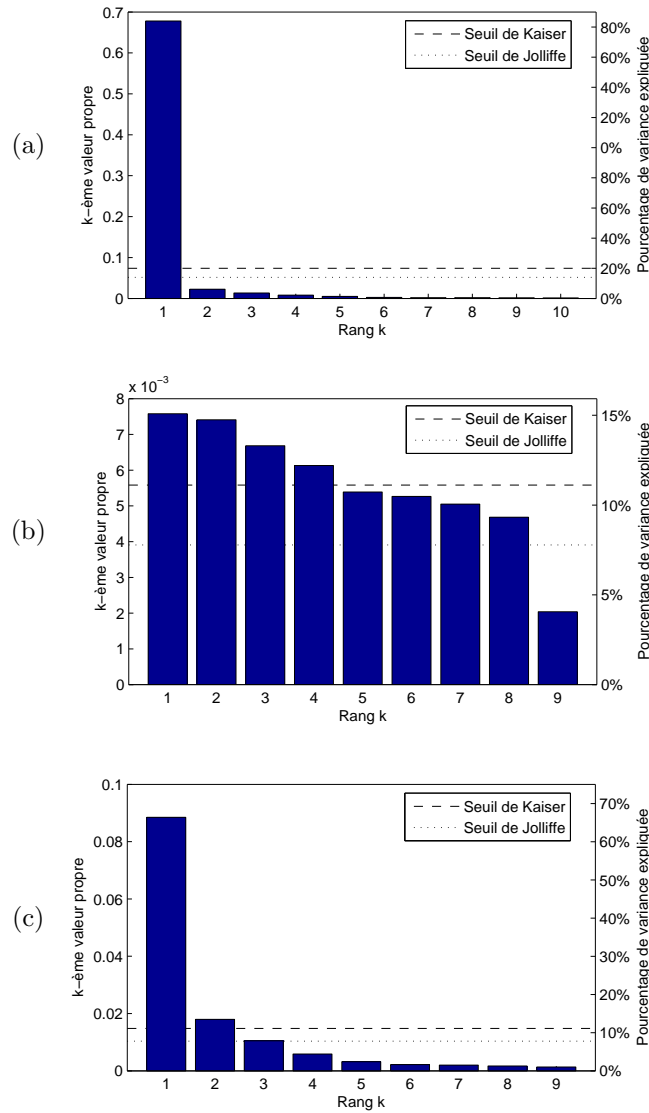 (a)
k−ème valeur propre
0.7
0.6
0.5
0.4
0.3
0.2
0.1
0
Seuil de Kaiser
Seuil de Jolliffe
80%
60%
40%
20%
0%
80%
60%
40%
20%
0%
Pourcentage de variance expliquée
1 2 3 4 5 6 7 8 9 10
Rang k
(b)
x 10−3
k−ème valeur propre
8
7
6
5
4
3
2
1
0
Seuil de Kaiser
Seuil de Jolliffe
15%
10%
5%
0%
Pourcentage de variance expliquée
1 2 3 4 5 6 7 8 9
Rang k
(c)
k−ème valeur propre
0.1
0.08
0.06
0.04
0.02
0
Seuil de Kaiser
Seuil de Jolliffe
70%
60%
50%
40%
30%
20%
10%
0%
Pourcentage de variance expliquée
1 2 3 4 5 6 7 8 9
Rang k